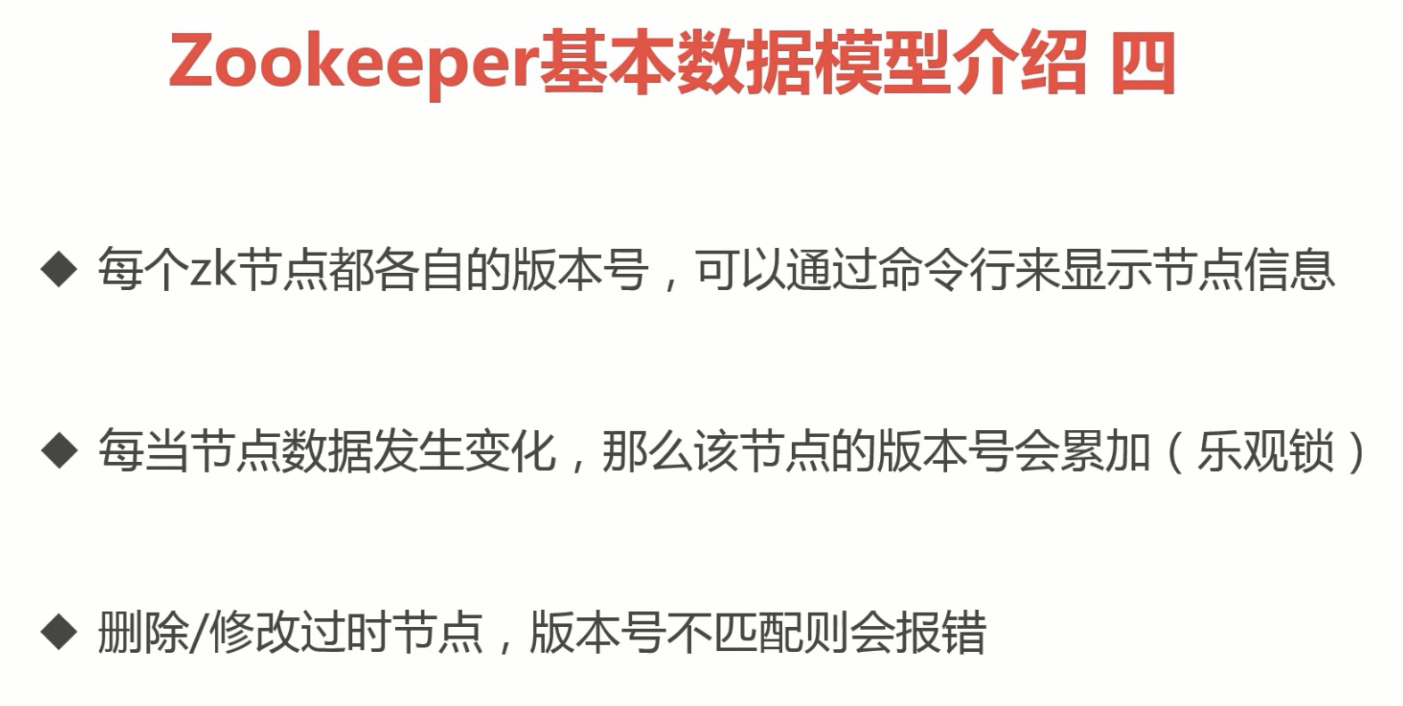 Zookeeper基本数据模型介绍 四
◆ 每个zk节点都各自的版本号，可以通过命令行来显示节点信息
◆ 每当节点数据发生变化，那么该节点的版本号会累加（乐观锁）
◆ 删除/修改过时节点，版本号不匹配则会报错